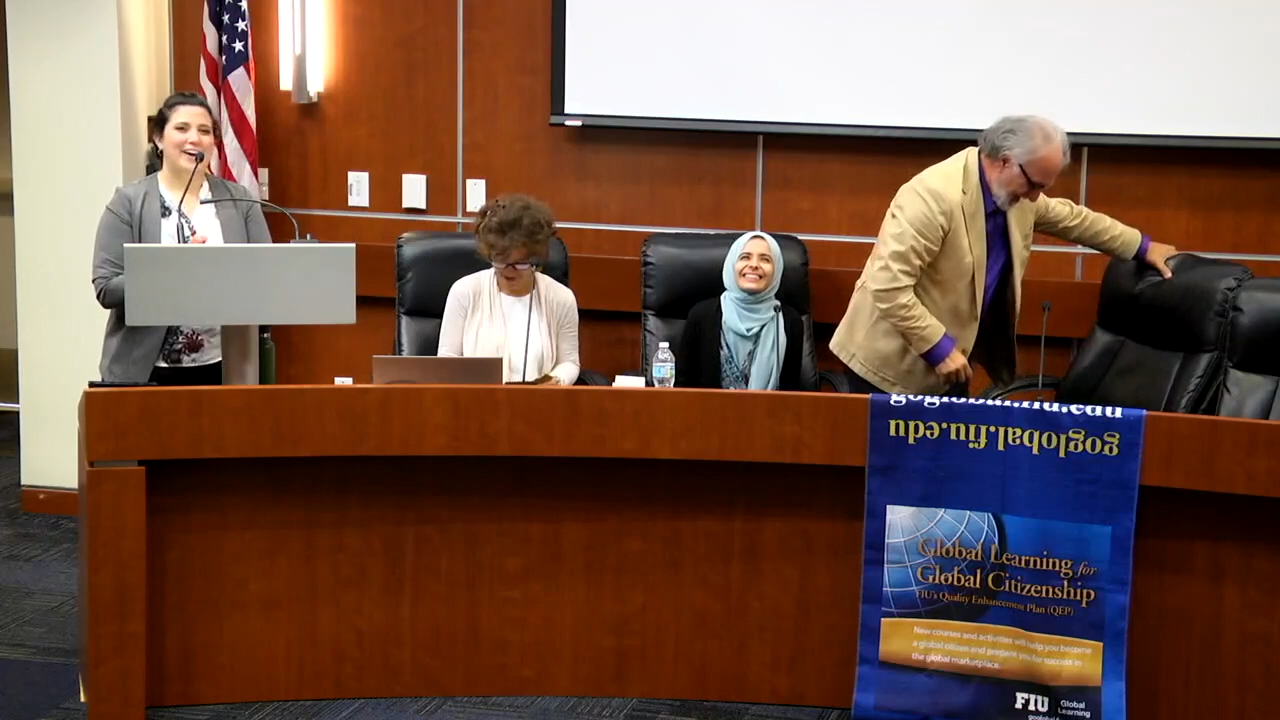 goglobal.fiu.edu
goglobal.fiu.edu
Global Learning for
Global Citizenship
FIU's Quality Enhancement Plan (QEP)
New courses and activities will help you become
a global citizen and prepare you for success in
the global marketplace.
FIU
Global
Learning